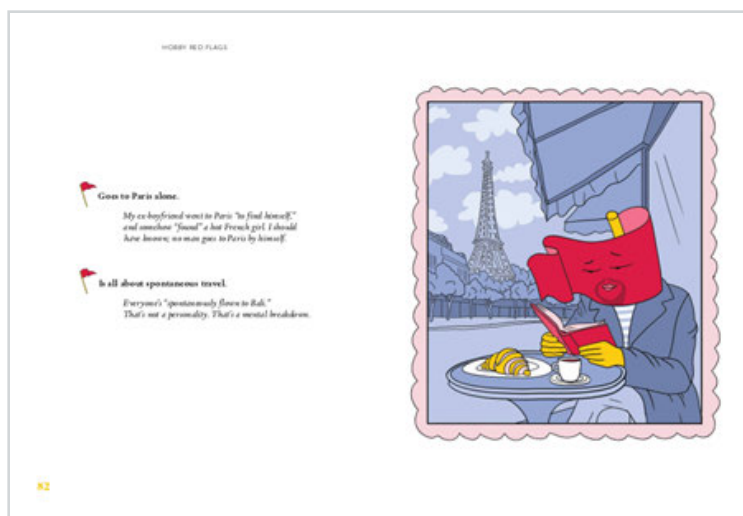 HOBBY RED FLAGS
Goes to Paris alone.
My ex-boyfriend went to Paris "to find himself,"
and somehow "found" a hot French girl. I should
have known; no man goes to Paris by himself.
Is all about spontaneous travel.
Everyone's "spontaneously flown to Bali."
That's not a personality. That's a mental breakdown.
82